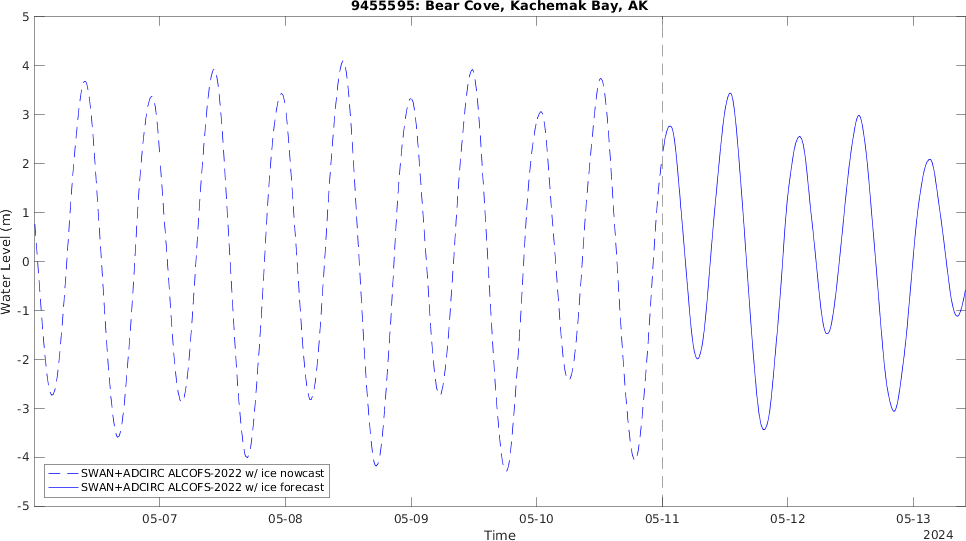 9455595: Bear Cove, Kachemak Bay, AK
5
4
3
2
1
0
-1
-2
-3
-4
-5
Water Level (m)
SWAN+ADCIRC ALCOFS-2022 w/ ice nowcast
SWAN+ADCIRC ALCOFS-2022 w/ ice forecast
05-07 05-08 05-09 05-10 05-11 05-12 05-13
Time
2024